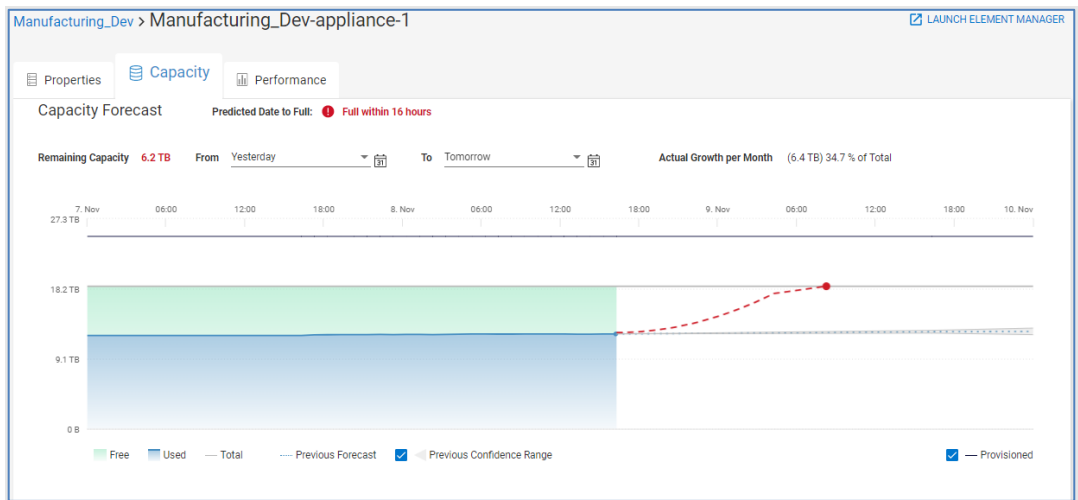 Manufacturing_Dev > Manufacturing_Dev-appliance-1
LAUNCH ELEMENT MANAGER
Properties
Capacity
Performance
Capacity Forecast
Predicted Date to Full: Full within 16 hours
Remaining Capacity 6.2 TB From Yesterday 31 To Tomorrow 31 Actual Growth per Month (6.4 TB) 34.7 % of Total
7. Nov 06:00 12:00 18:00 8. Nov 06:00 12:00 18:00 9. Nov 06:00 12:00 18:00 10. Nov
27.3 TB
18.2 TB
9.1 TB
0 B
Free Used Total Previous Forecast Previous Confidence Range Provisioned